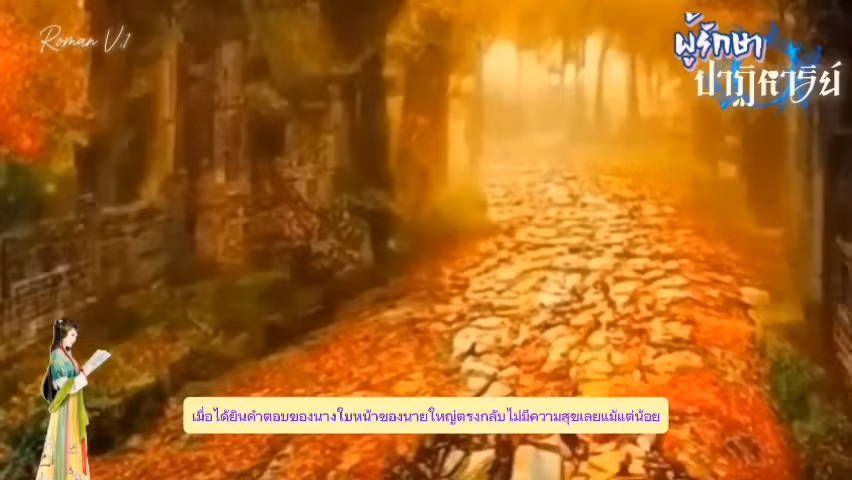 Roman V.1
ผู้รักษา
ปาฏิหาริย์
เมื่อได้ยินคำตอบของนางใบหน้าของนายใหญ่ตรงกลับไม่มีความสุขเลยแม้แต่น้อย